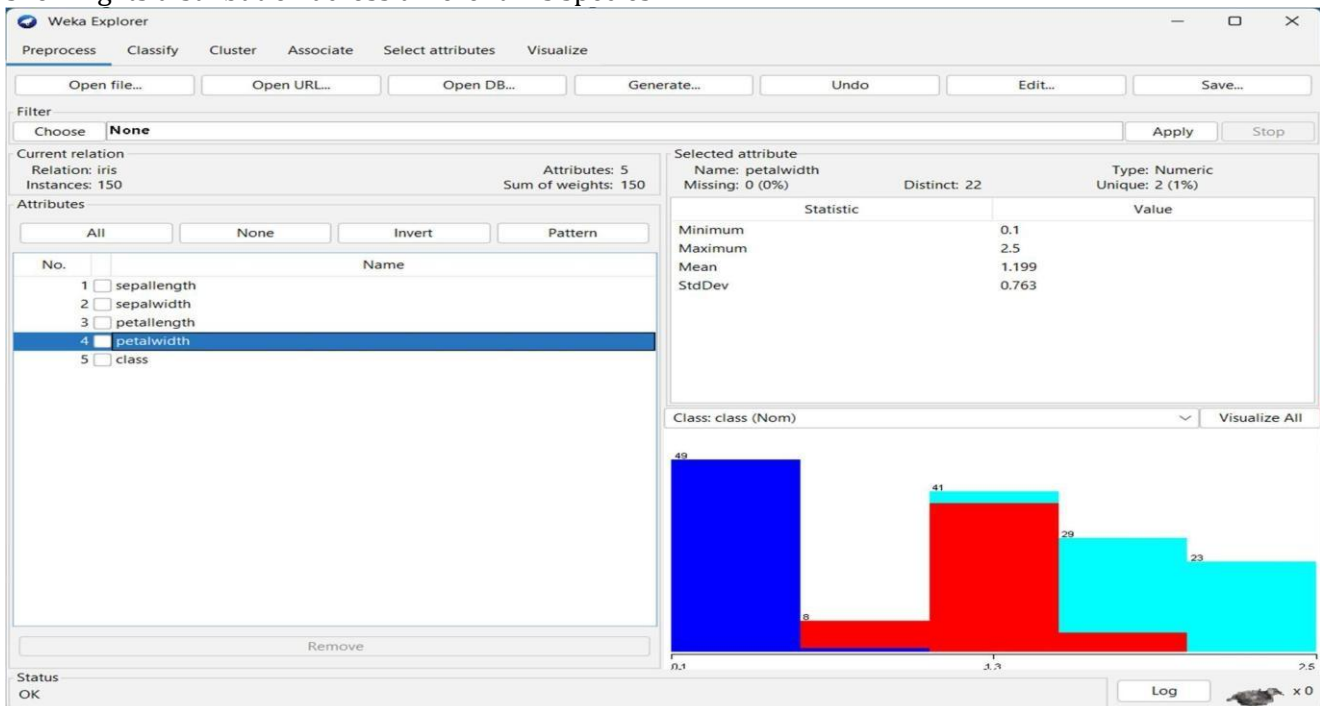 Weka Explorer
Preprocess Classify Cluster Associate Select attributes Visualize
Open file... Open URL... Open DB... Generate... Undo Edit... Save...
Filter
Choose None Apply Stop
Current relation
Relation: iris Attributes: 5
Instances: 150 Sum of weights: 150
Attributes
All None Invert Pattern
No. Name
1 sepallength
2 sepalwidth
3 petallength
4 petalwidth
5 class
Remove
Selected attribute
Name: petalwidth Type: Numeric
Missing: 0 (0%) Distinct: 22 Unique: 2 (1%)
Statistic Value
Minimum 0.1
Maximum 2.5
Mean 1.199
StdDev 0.763
Class: class (Nom) Visualize All
49
8
41
29
23
0.1 1.3 2.5
Status
OK Log x 0